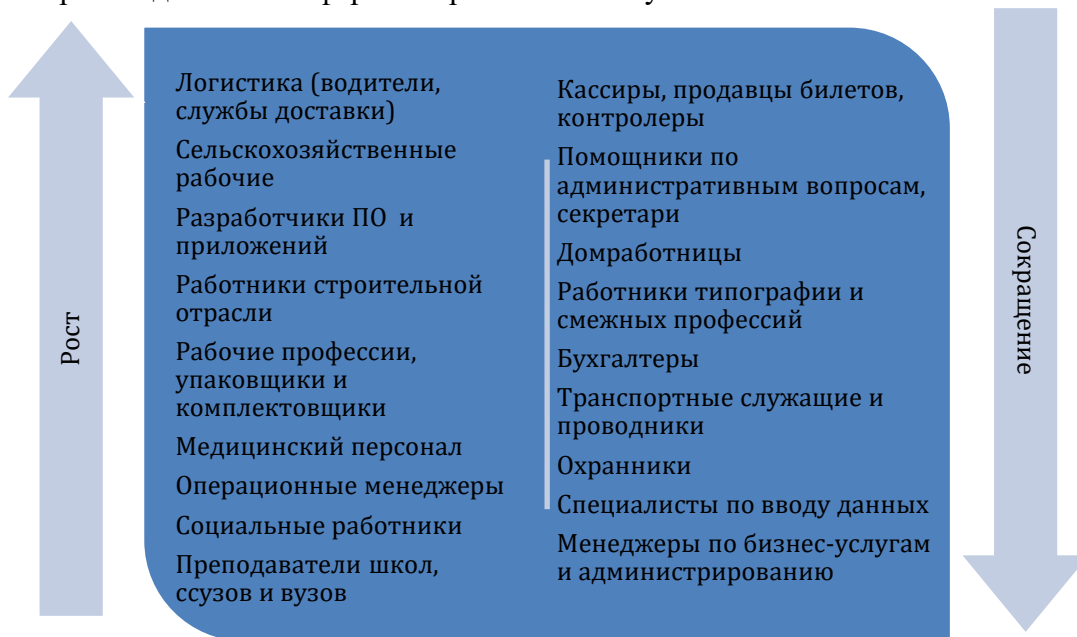 Рост
Логистика (водители,
службы доставки)
Сельскохозяйственные
рабочие
Разработчики ПО и
приложений
Работники строительной
отрасли
Рабочие профессии,
упаковщики и
комплектовщики
Медицинский персонал
Операционные менеджеры
Социальные работники
Преподаватели школ,
ссузов и вузов
Кассиры, продавцы билетов,
контролеры
Помощники по
административным вопросам,
секретари
Домработницы
Работники типографии и
смежных профессий
Бухгалтеры
Транспортные служащие и
проводники
Охранники
Специалисты по вводу данных
Менеджеры по бизнес-услугам
и администрированию
Сокращение